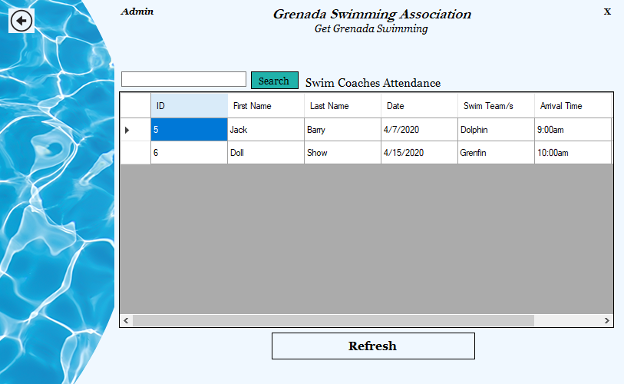 Admin
Grenada Swimming Association
X
Get Grenada Swimming
Search
Swim Coaches Attendance
ID First Name Last Name Date Swim Team/s Arrival Time
5 Jack Barry 4/7/2020 Dolphin 9:00am
6 Doll Show 4/15/2020 Grenfin 10:00am
Refresh